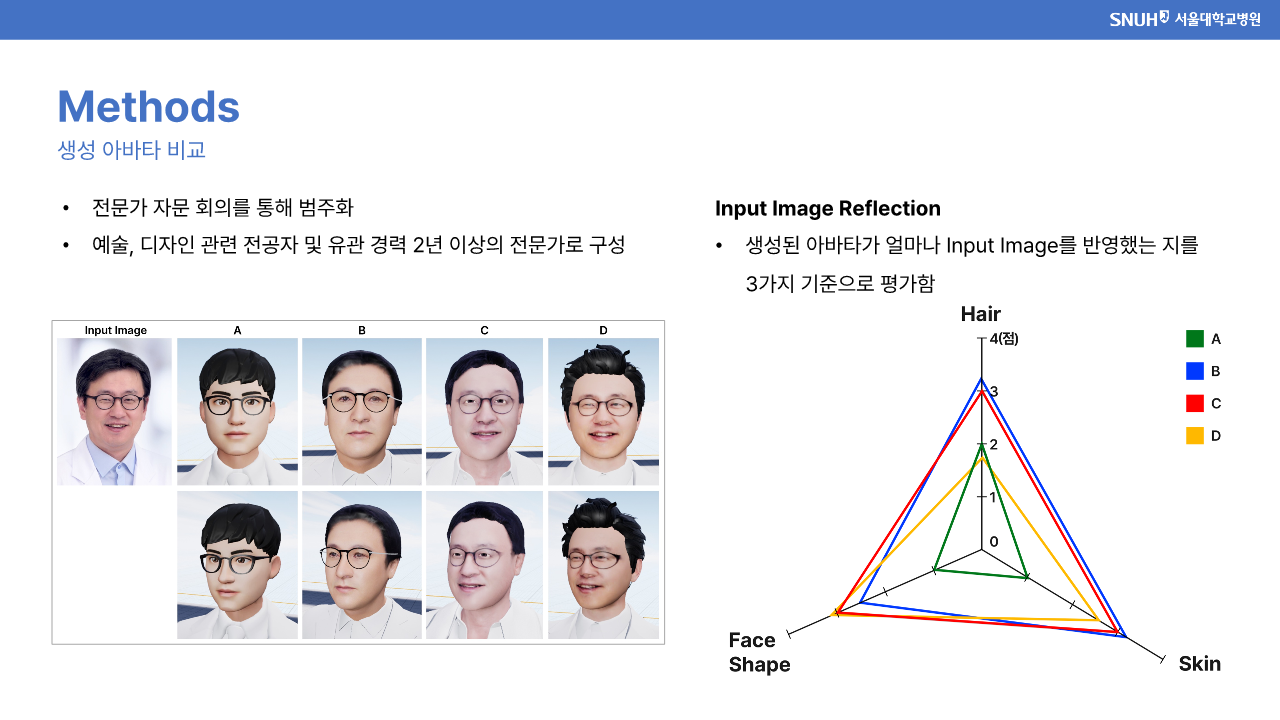 SNUH 서울대학교병원
Methods
생성 아바타 비교
• 전문가 자문 회의를 통해 범주화
• 예술, 디자인 관련 전공자 및 유관 경력 2년 이상의 전문가로 구성
Input Image A B C D
Input Image Reflection
• 생성된 아바타가 얼마나 Input Image를 반영했는 지를
3가지 기준으로 평가함
Hair
4(점)
3
2
1
0
Face
Shape
Skin
A
B
C
D